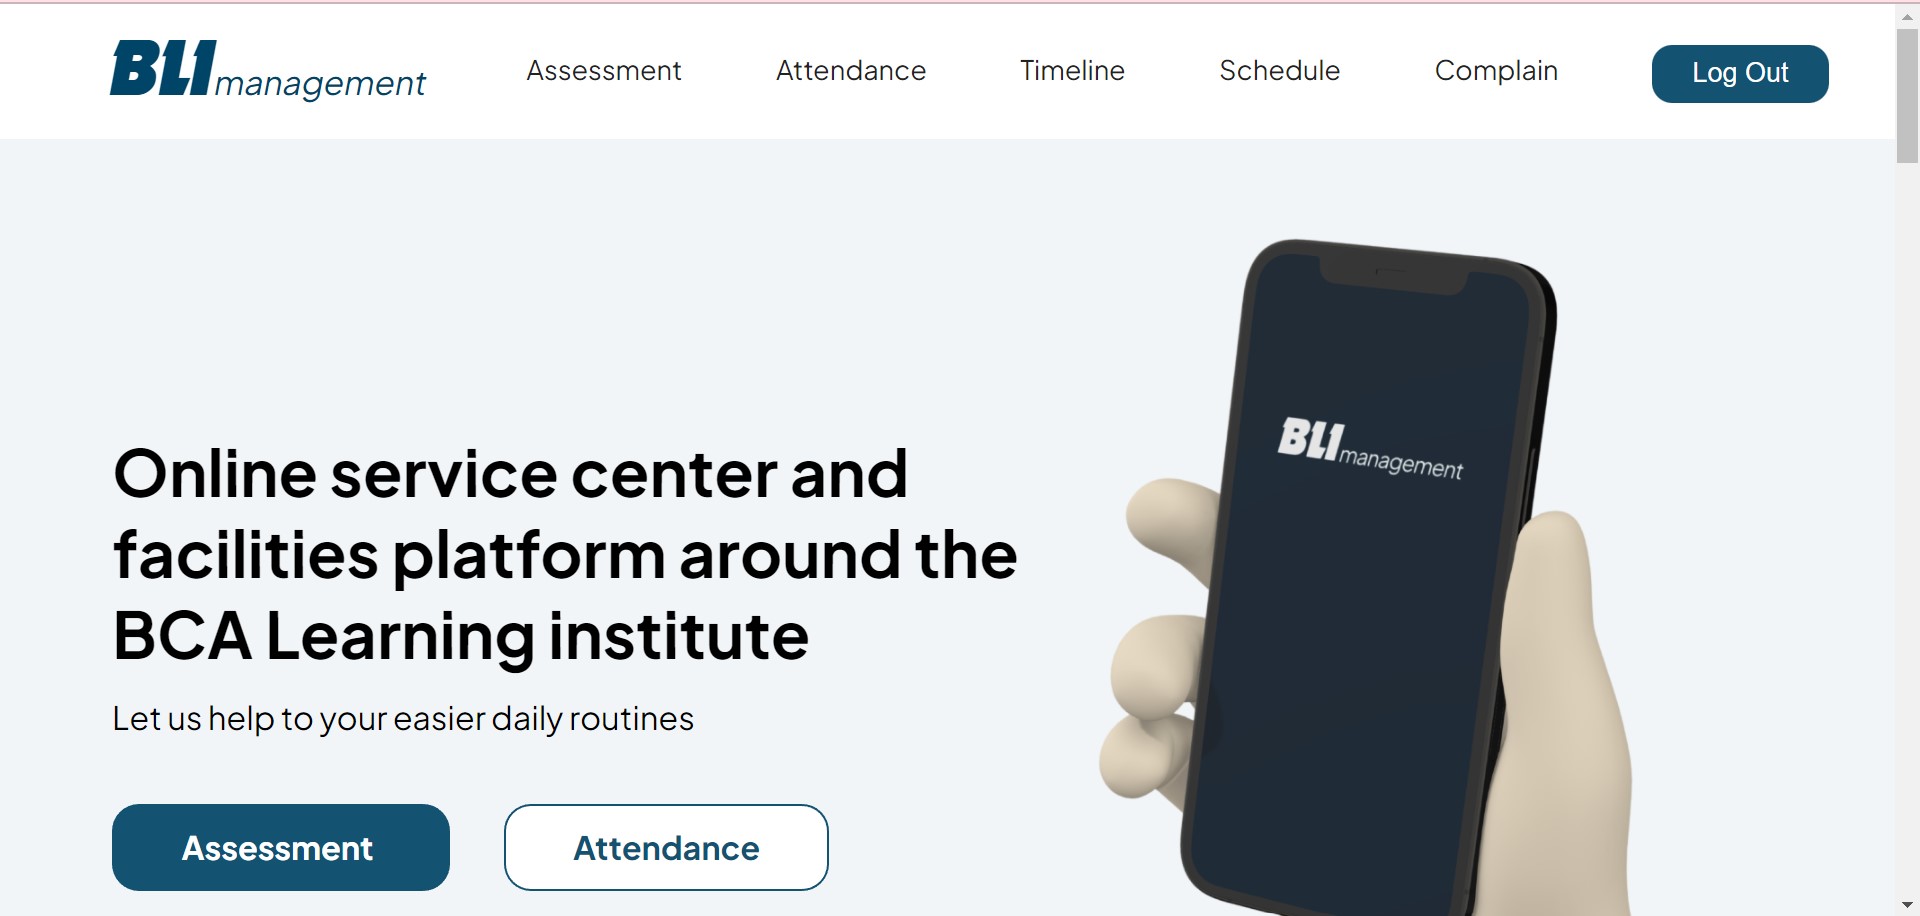 BLI management
Assessment
Attendance
Timeline
Schedule
Complain
Log Out
BLI management
Online service center and
facilities platform around the
BCA Learning institute
Let us help to your easier daily routines
Assessment
Attendance